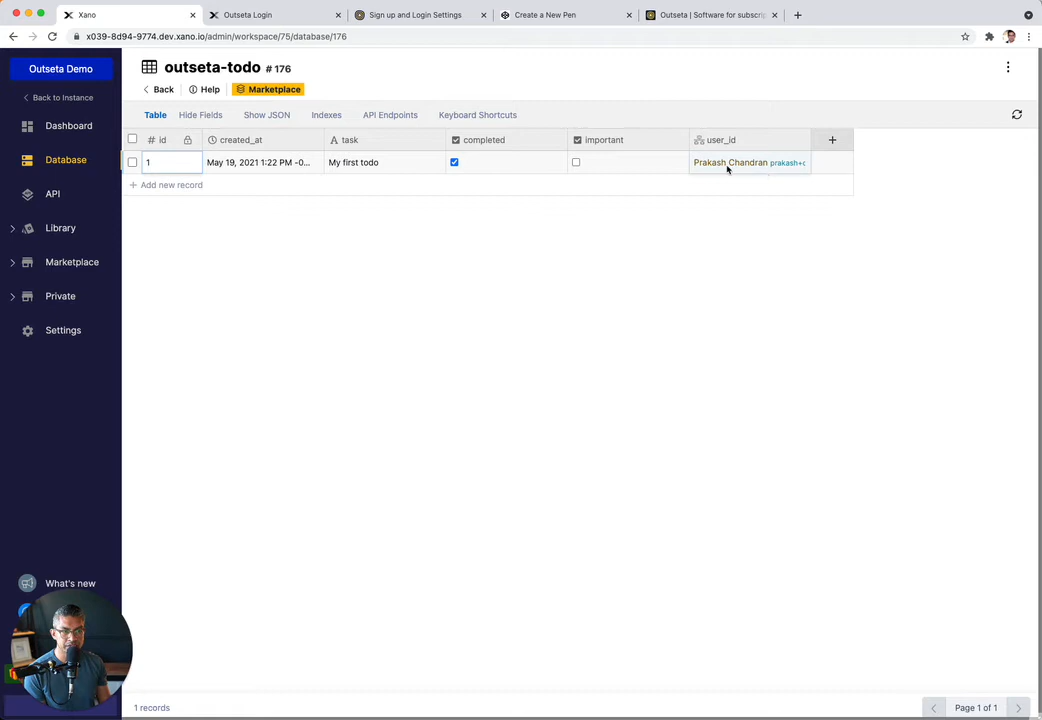 Xano
Outseta Login
Sign up and Login Settings
Create a New Pen
Outseta | Software for subscrip
x039-8d94-9774.dev.xano.io/admin/workspace/75/database/176
Outseta Demo
Back to Instance
Dashboard
Database
API
Library
Marketplace
Private
Settings
What's new
outseta-todo # 176
Back
Help
Marketplace
Table
Hide Fields
Show JSON
Indexes
API Endpoints
Keyboard Shortcuts
# id
created_at
A task
completed
important
user_id
+
1
May 19, 2021 1:22 PM -0...
My first todo
Prakash Chandran prakash+c
+ Add new record
1 records
Page 1 of 1